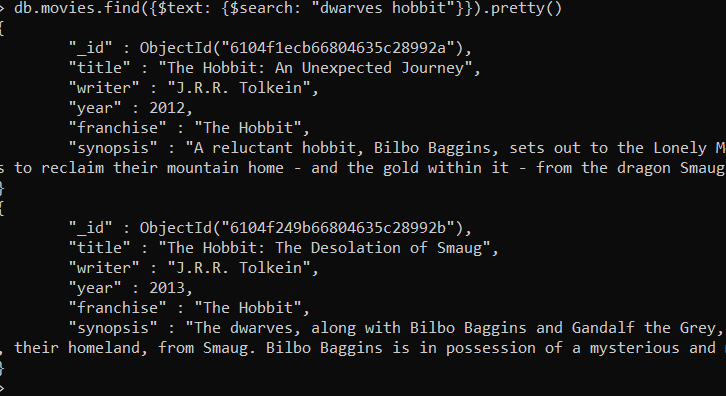 > db.movies.find({$text: {$search: "dwarves hobbit"}}).pretty()
{
"_id" : ObjectId("6104f1ecb66804635c28992a"),
"title" : "The Hobbit: An Unexpected Journey",
"writer" : "J.R.R. Tolkein",
"year" : 2012,
"franchise" : "The Hobbit",
"synopsis" : "A reluctant hobbit, Bilbo Baggins, sets out to the Lonely M
s to reclaim their mountain home - and the gold within it - from the dragon Smaug
}
{
"_id" : ObjectId("6104f249b66804635c28992b"),
"title" : "The Hobbit: The Desolation of Smaug",
"writer" : "J.R.R. Tolkein",
"year" : 2013,
"franchise" : "The Hobbit",
"synopsis" : "The dwarves, along with Bilbo Baggins and Gandalf the Grey,
, their homeland, from Smaug. Bilbo Baggins is in possession of a mysterious and
}
>